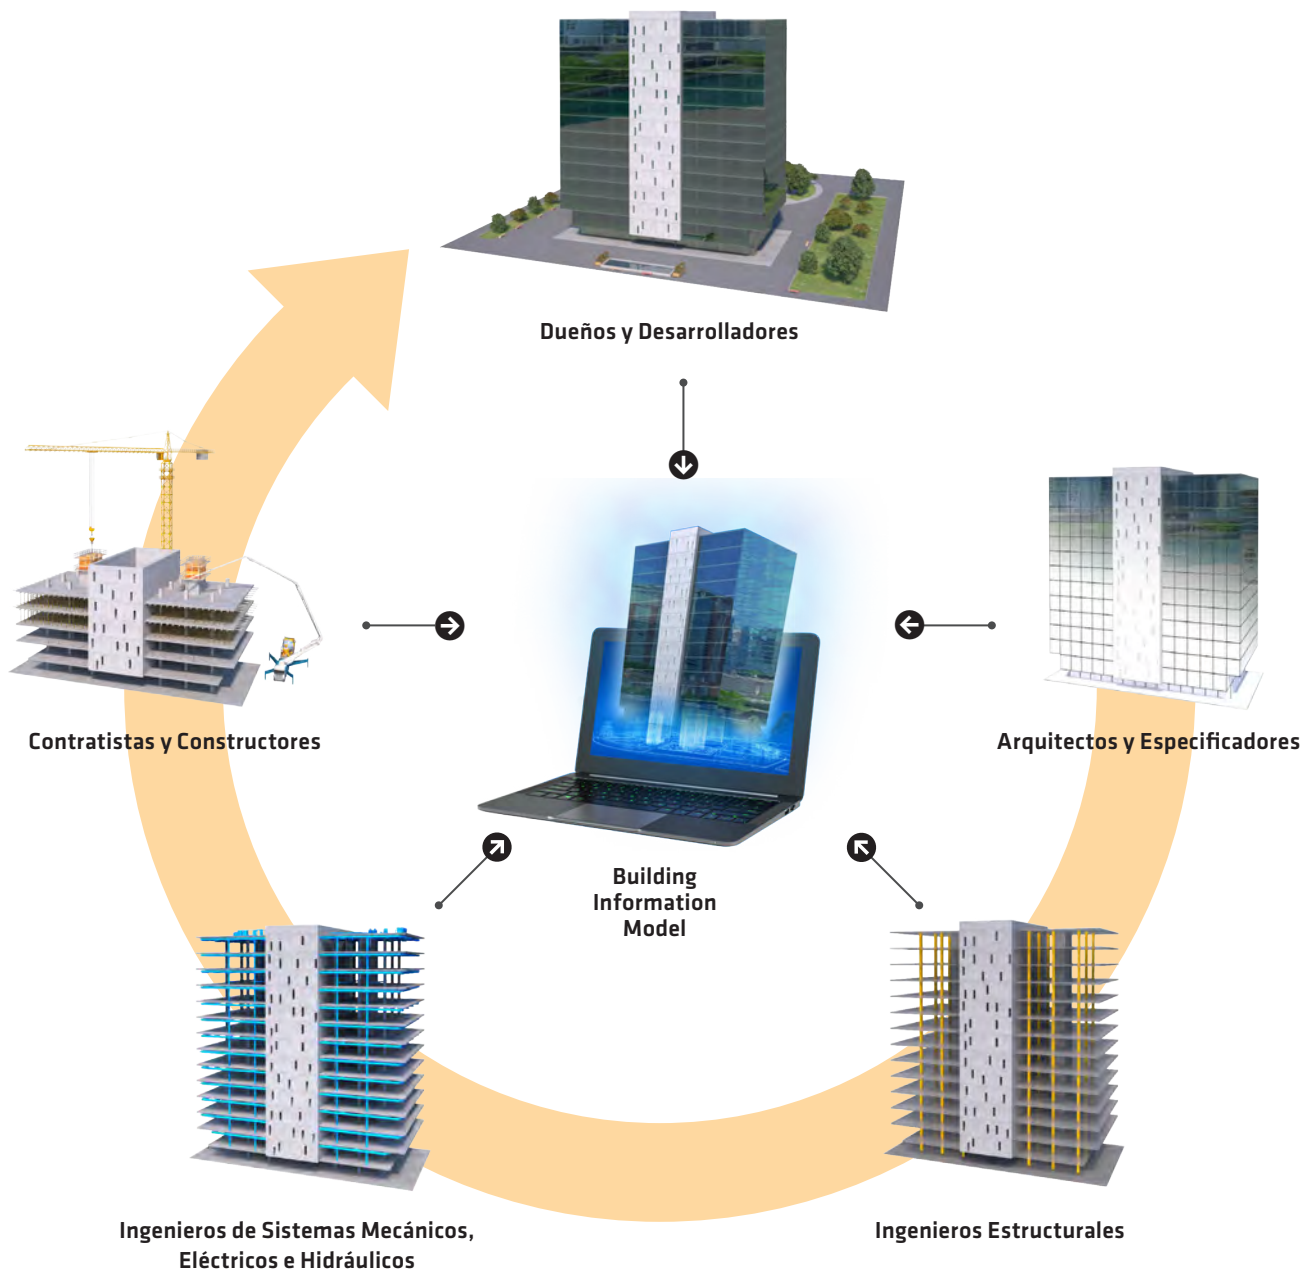 Dueños y Desarrolladores
Contratistas y Constructores
Arquitectos y Especificadores
Building
Information
Model
Ingenieros de Sistemas Mecánicos,
Eléctricos e Hidráulicos
Ingenieros Estructurales